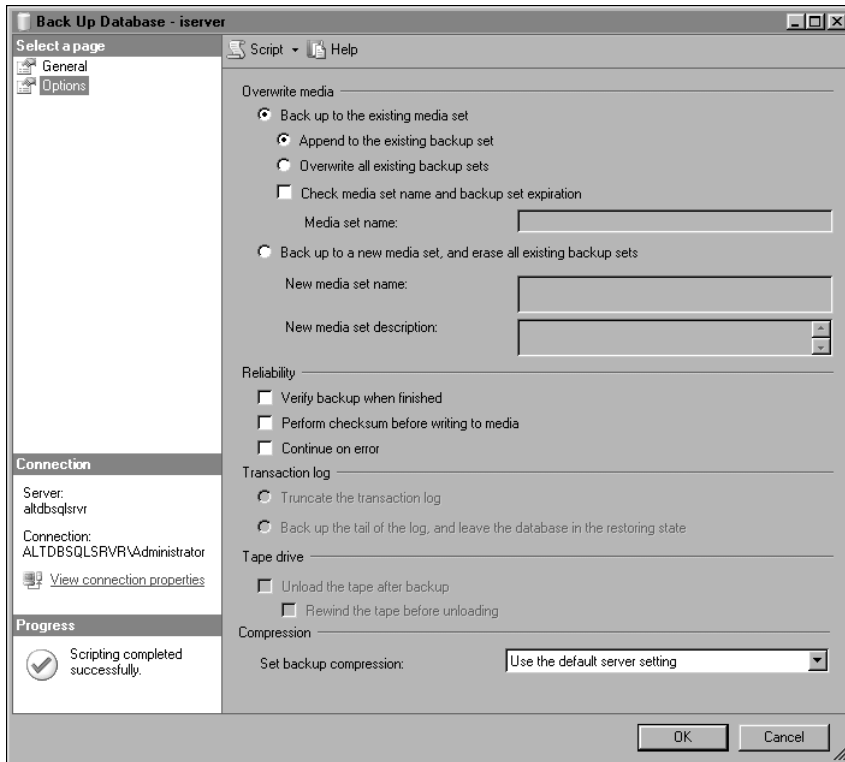 Back Up Database - iserver
Select a page
General
Options
Script Help
Overwrite media
Back up to the existing media set
Append to the existing backup set
Overwrite all existing backup sets
Check media set name and backup set expiration
Media set name:
Back up to a new media set, and erase all existing backup sets
New media set name:
New media set description:
Reliability
Verify backup when finished
Perform checksum before writing to media
Continue on error
Transaction log
Truncate the transaction log
Back up the tail of the log, and leave the database in the restoring state
Tape drive
Unload the tape after backup
Rewind the tape before unloading
Compression
Set backup compression: Use the default server setting
Connection
Server:
altdbsqlsrvr
Connection:
ALTDBSQLSRVR\Administrator
View connection properties
Progress
Scripting completed
successfully.
OK Cancel